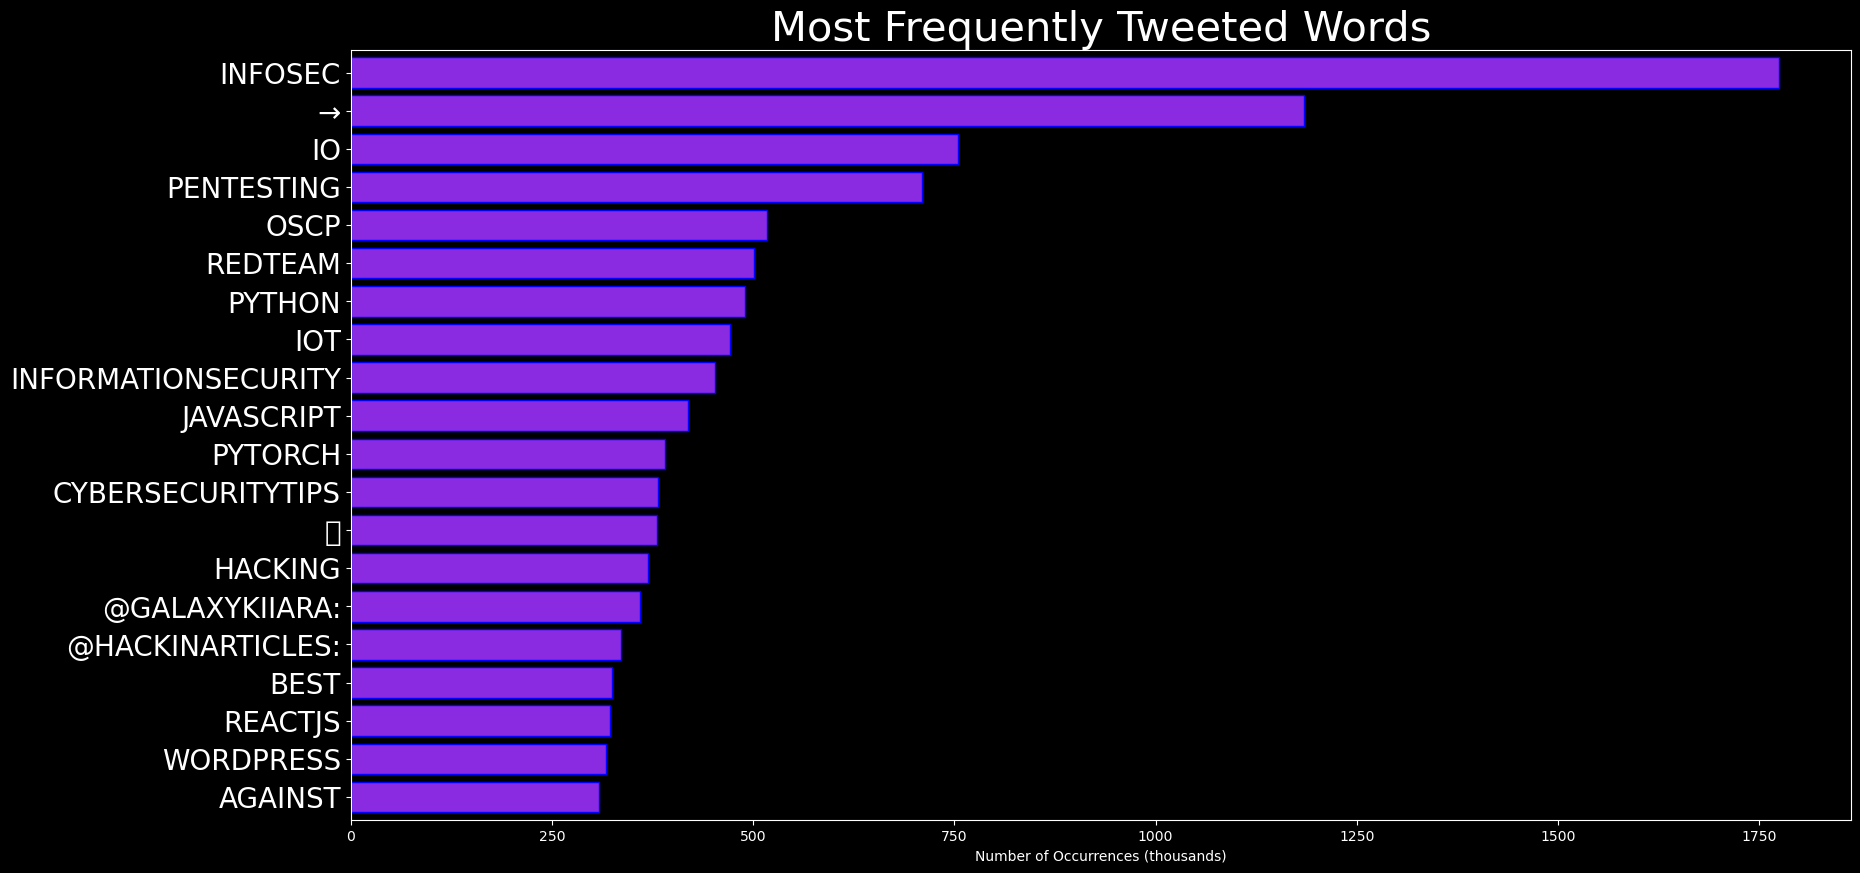 Most Frequently Tweeted Words
INFOSEC
→
IO
PENTESTING
OSCP
REDTEAM
PYTHON
IOT
INFORMATIONSECURITY
JAVASCRIPT
PYTORCH
CYBERSECURITYTIPS
HACKING
@GALAXYKIIARA:
@HACKINARTICLES:
BEST
REACTJS
WORDPRESS
AGAINST
0 250 500 750 1000 1250 1500 1750
Number of Occurrences (thousands)